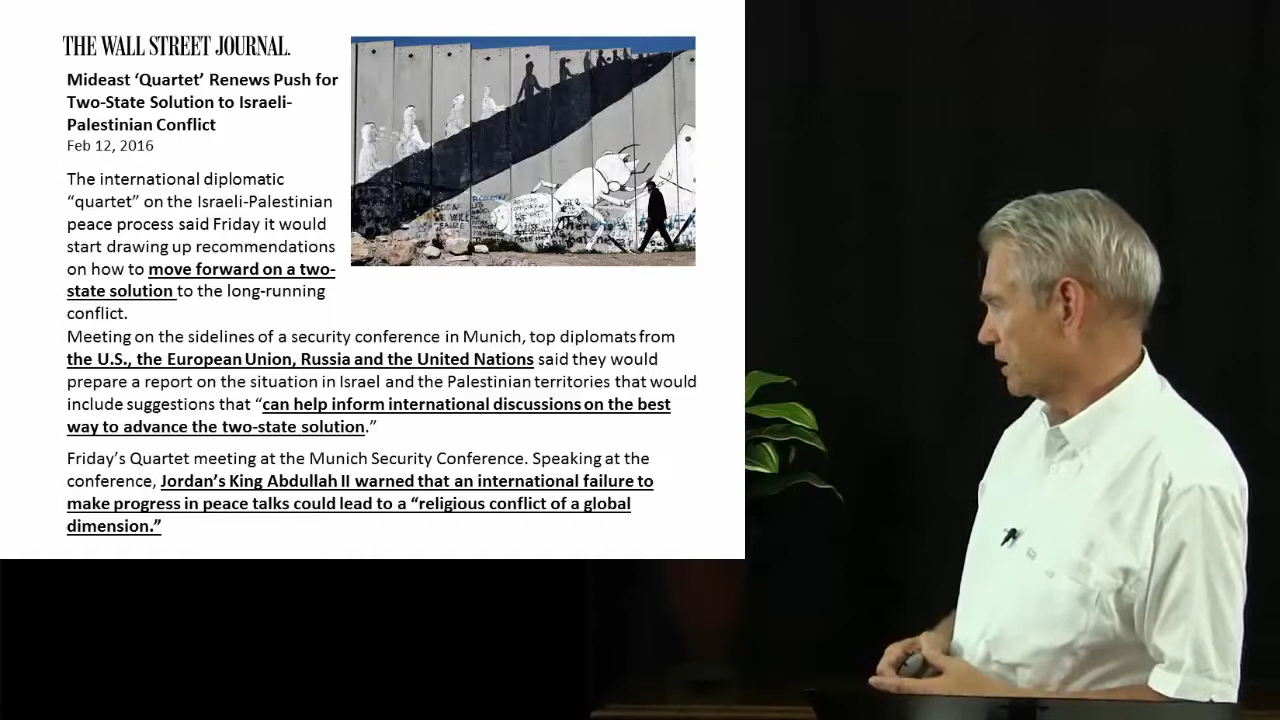 THE WALL STREET JOURNAL.
Mideast ‘Quartet’ Renews Push for
Two-State Solution to Israeli-
Palestinian Conflict
Feb 12, 2016
The international diplomatic
“quartet” on the Israeli-Palestinian
peace process said Friday it would
start drawing up recommendations
on how to move forward on a two-
state solution to the long-running
conflict.
Meeting on the sidelines of a security conference in Munich, top diplomats from
the U.S., the European Union, Russia and the United Nations said they would
prepare a report on the situation in Israel and the Palestinian territories that would
include suggestions that “can help inform international discussions on the best
way to advance the two-state solution.”
Friday’s Quartet meeting at the Munich Security Conference. Speaking at the
conference, Jordan’s King Abdullah II warned that an international failure to
make progress in peace talks could lead to a “religious conflict of a global
dimension.”